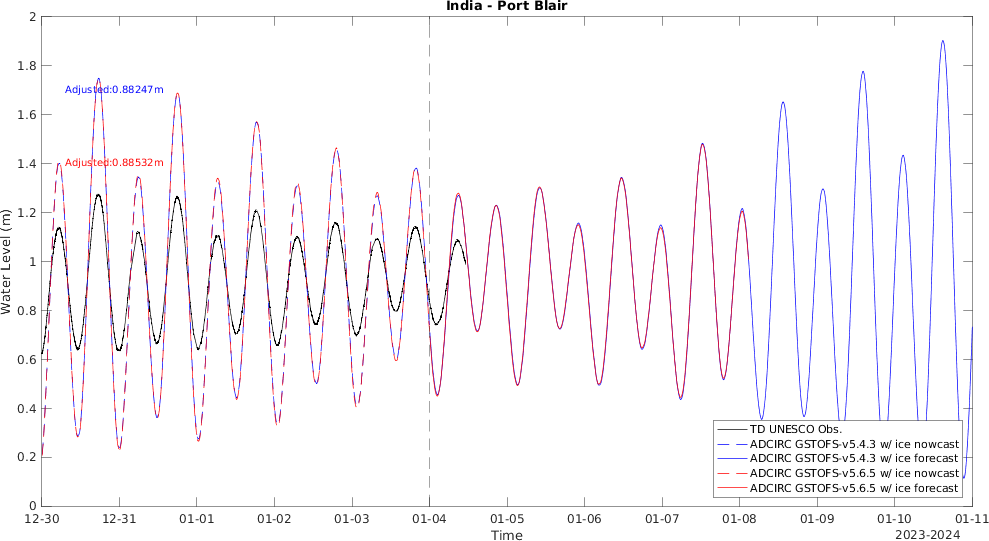 India - Port Blair
2
1.8
1.6
1.4
1.2
1
0.8
0.6
0.4
0.2
0
Water Level (m)
Adjusted:0.88247m
Adjusted:0.88532m
TD UNESCO Obs.
ADCIRC GSTOFS-v5.4.3 w/ ice nowcast
ADCIRC GSTOFS-v5.4.3 w/ ice forecast
ADCIRC GSTOFS-v5.6.5 w/ ice nowcast
ADCIRC GSTOFS-v5.6.5 w/ ice forecast
12-30 12-31 01-01 01-02 01-03 01-04 01-05 01-06 01-07 01-08 01-09 01-10 01-11
Time
2023-2024